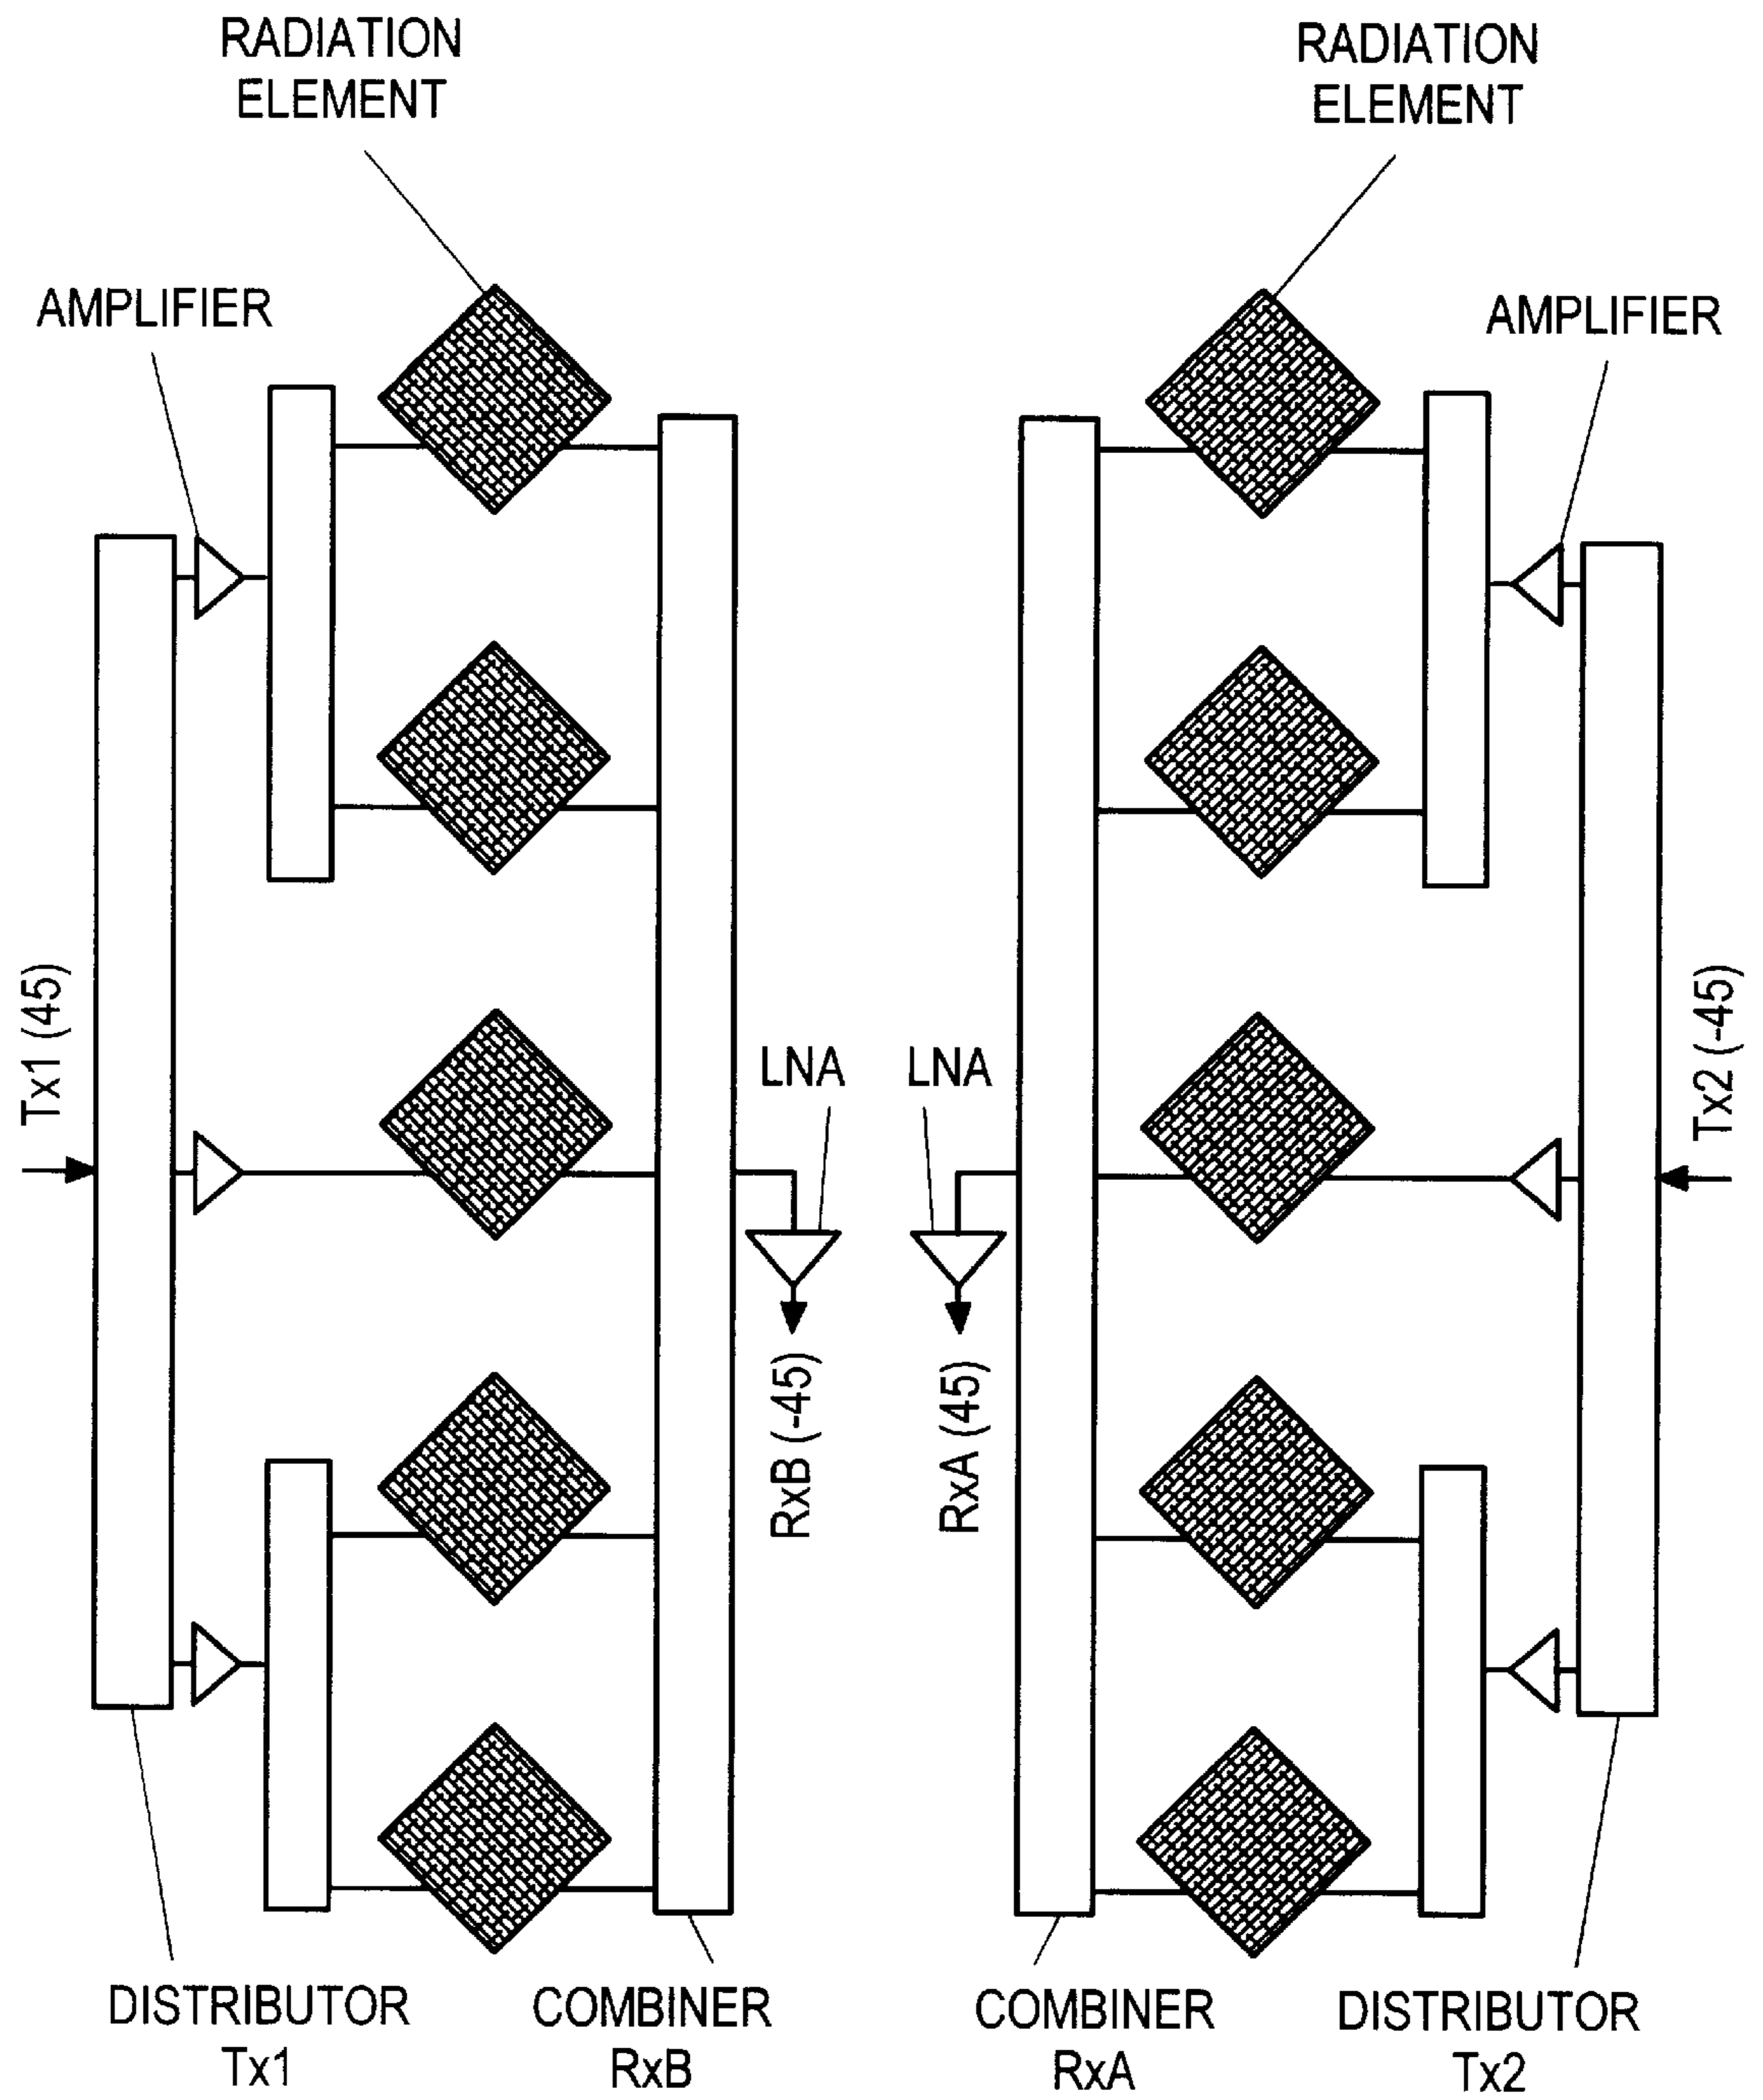 RADIATION
ELEMENT
RADIATION
ELEMENT
AMPLIFIER
AMPLIFIER
Tx1 (45)
Tx2 (-45)
LNA
LNA
RxB (-45)
RxA (45)
DISTRIBUTOR
Tx1
COMBINER
RxB
COMBINER
RxA
DISTRIBUTOR
Tx2